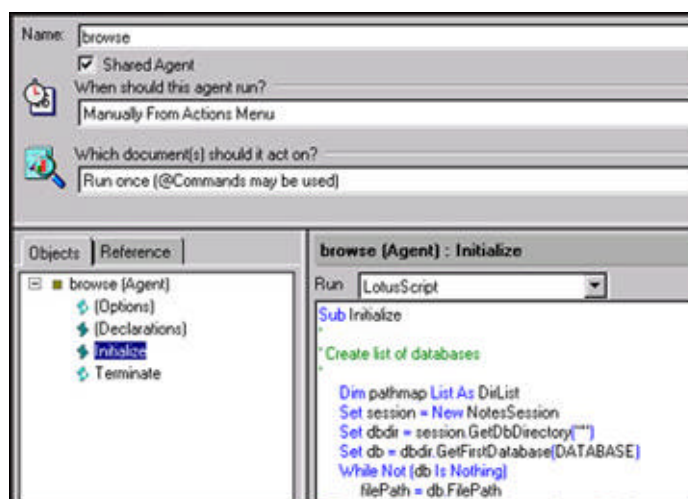 Name: browse
Shared Agent
When should this agent run?
Manually From Actions Menu
Which document(s) should it act on?
Run once (@Commands may be used)
Objects Reference
browse (Agent)
(Options)
(Declarations)
Initialize
Terminate
browse (Agent) : Initialize
Run LotusScript
Sub Initialize
'
' Create list of databases
'
Dim pathmap List As DirList
Set session = New NotesSession
Set dbdir = session.GetDbDirectory("")
Set db = dbdir.GetFirstDatabase(DATABASE)
While Not (db Is Nothing)
filePath = db.FilePath